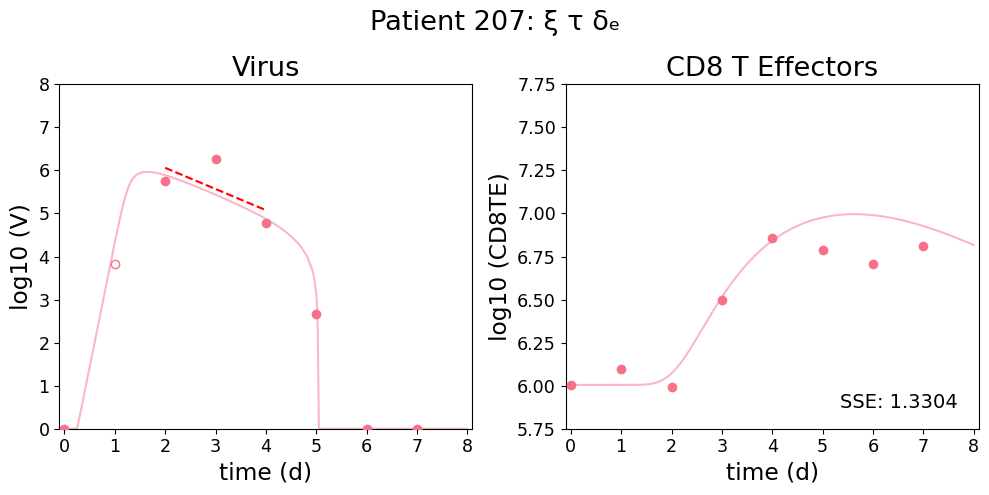 Patient 207: ξ τ δₑ
Virus
log10 (V)
8
7
6
5
4
3
2
1
0
0 1 2 3 4 5 6 7 8
time (d)
CD8 T Effectors
log10 (CD8TE)
7.75
7.50
7.25
7.00
6.75
6.50
6.25
6.00
5.75
SSE: 1.3304
0 1 2 3 4 5 6 7 8
time (d)